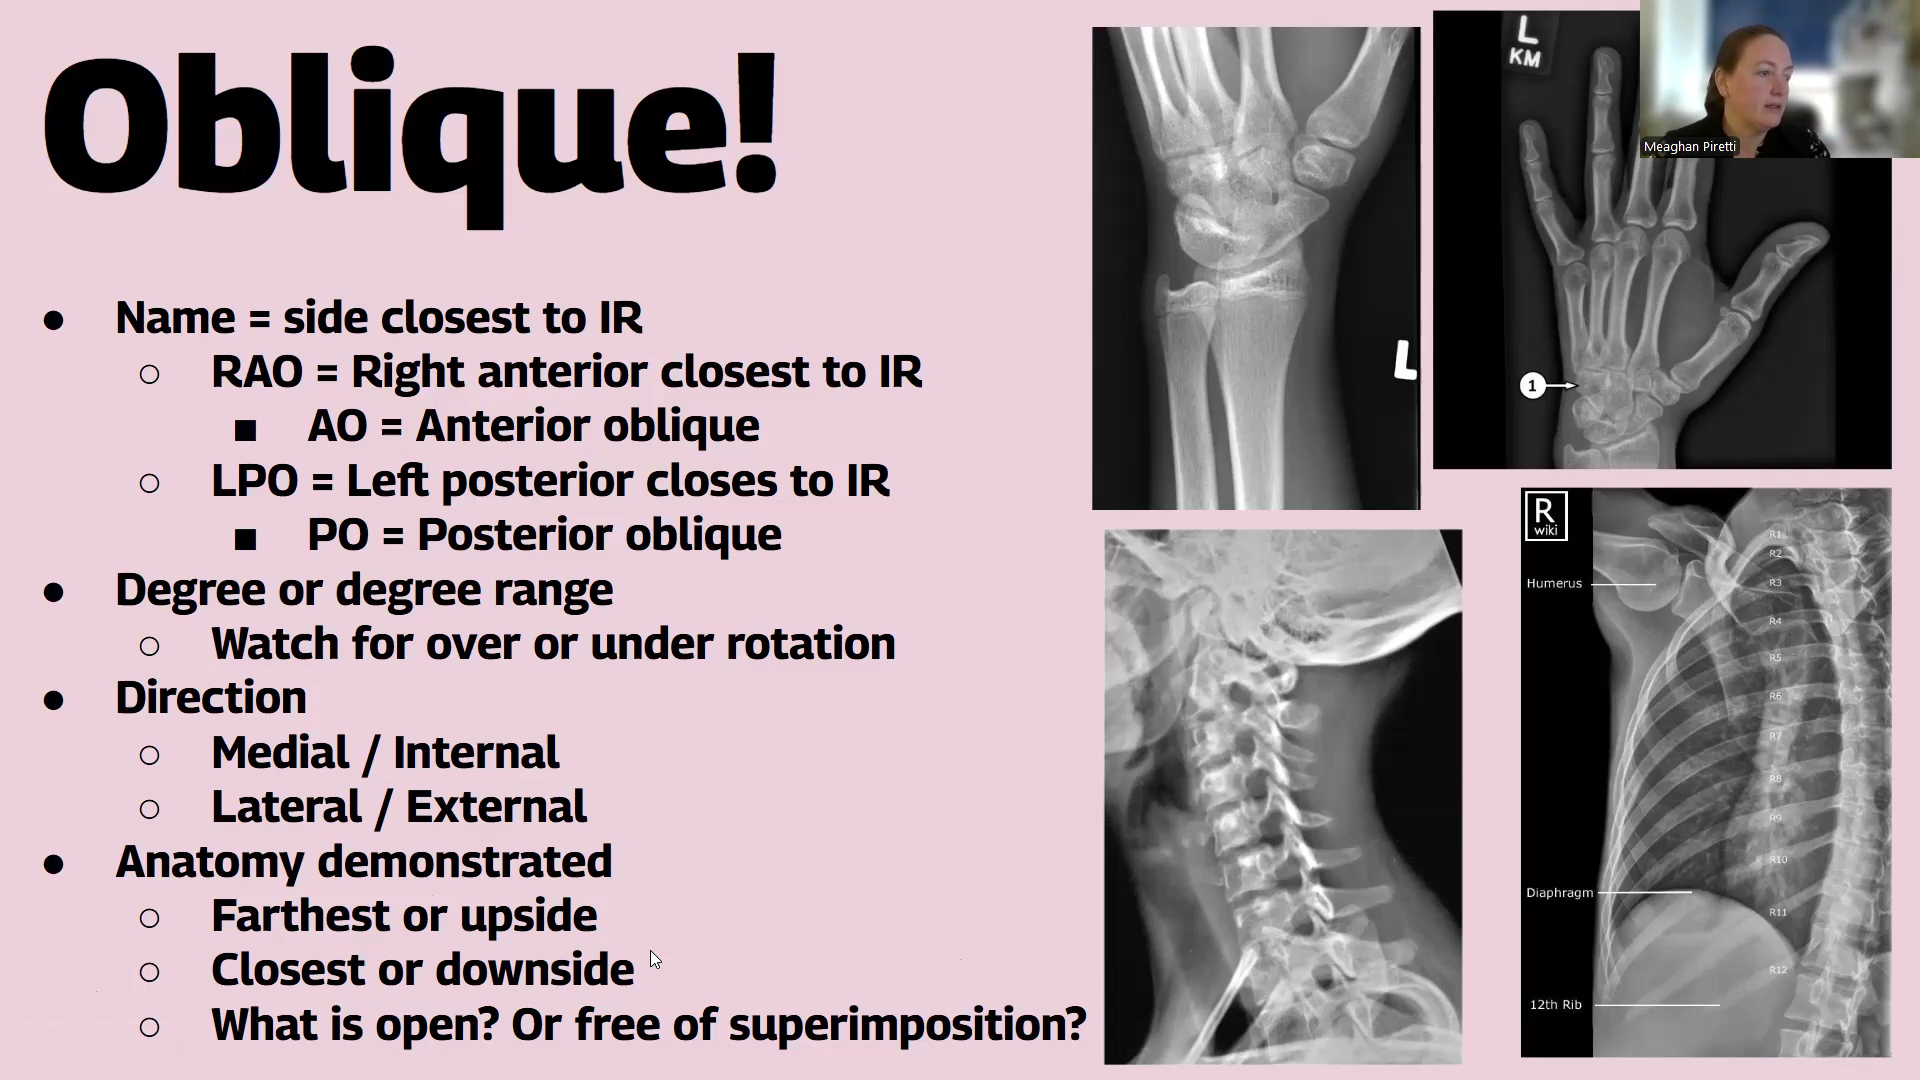 Oblique!
● Name = side closest to IR
○ RAO = Right anterior closest to IR
■ AO = Anterior oblique
○ LPO = Left posterior closes to IR
■ PO = Posterior oblique
● Degree or degree range
○ Watch for over or under rotation
● Direction
○ Medial / Internal
○ Lateral / External
● Anatomy demonstrated
○ Farthest or upside
○ Closest or downside
○ What is open? Or free of superimposition?
L
L
KM
1
Meaghan Piretti
R
wiki
Humerus
Diaphragm
12th Rib
R1
R2
R3
R4
R5
R6
R7
R8
R9
R10
R11
R12